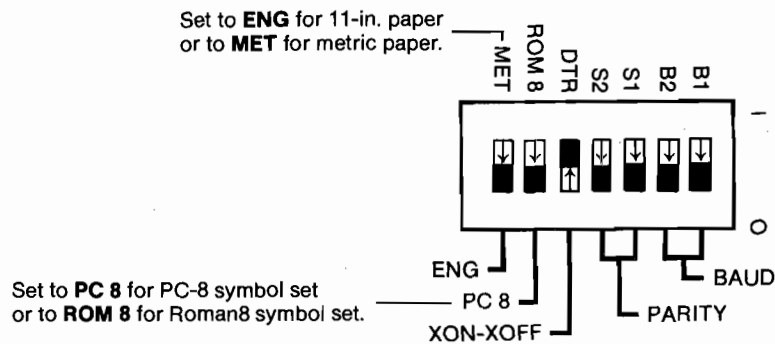 Set to ENG for 11-in. paper
or to MET for metric paper.
MET
ROM 8
DTR
S2
S1
B2
B1
I
O
ENG
BAUD
Set to PC 8 for PC-8 symbol set
or to ROM 8 for Roman8 symbol set.
PC 8
PARITY
XON-XOFF